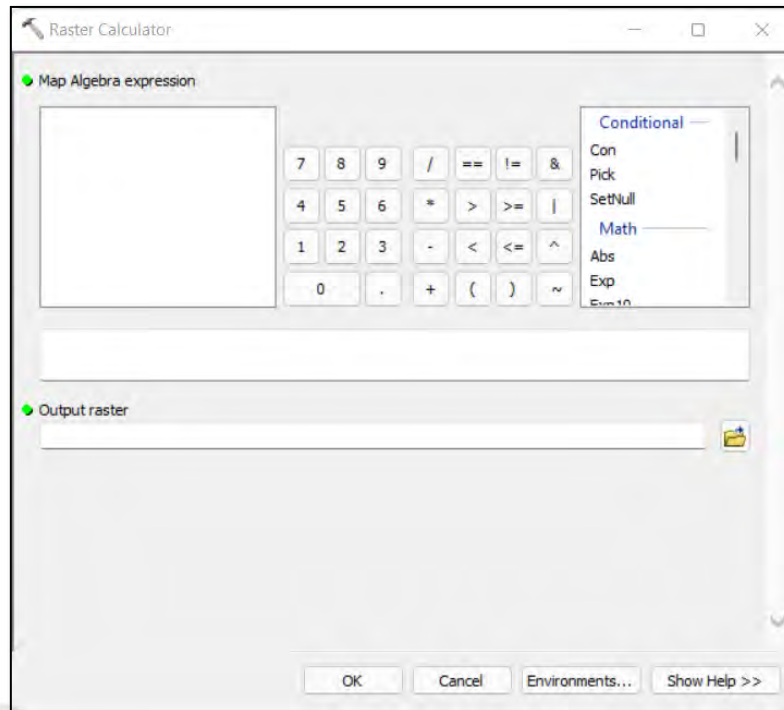 Raster Calculator
Map Algebra expression
Conditional
Con
Pick
SetNull
Math
Abs
Exp
Exp10
7 8 9 / == != &
4 5 6 * > >= |
1 2 3 - < <= ^
0 . + ( ) ~
Output raster
OK Cancel Environments... Show Help >>